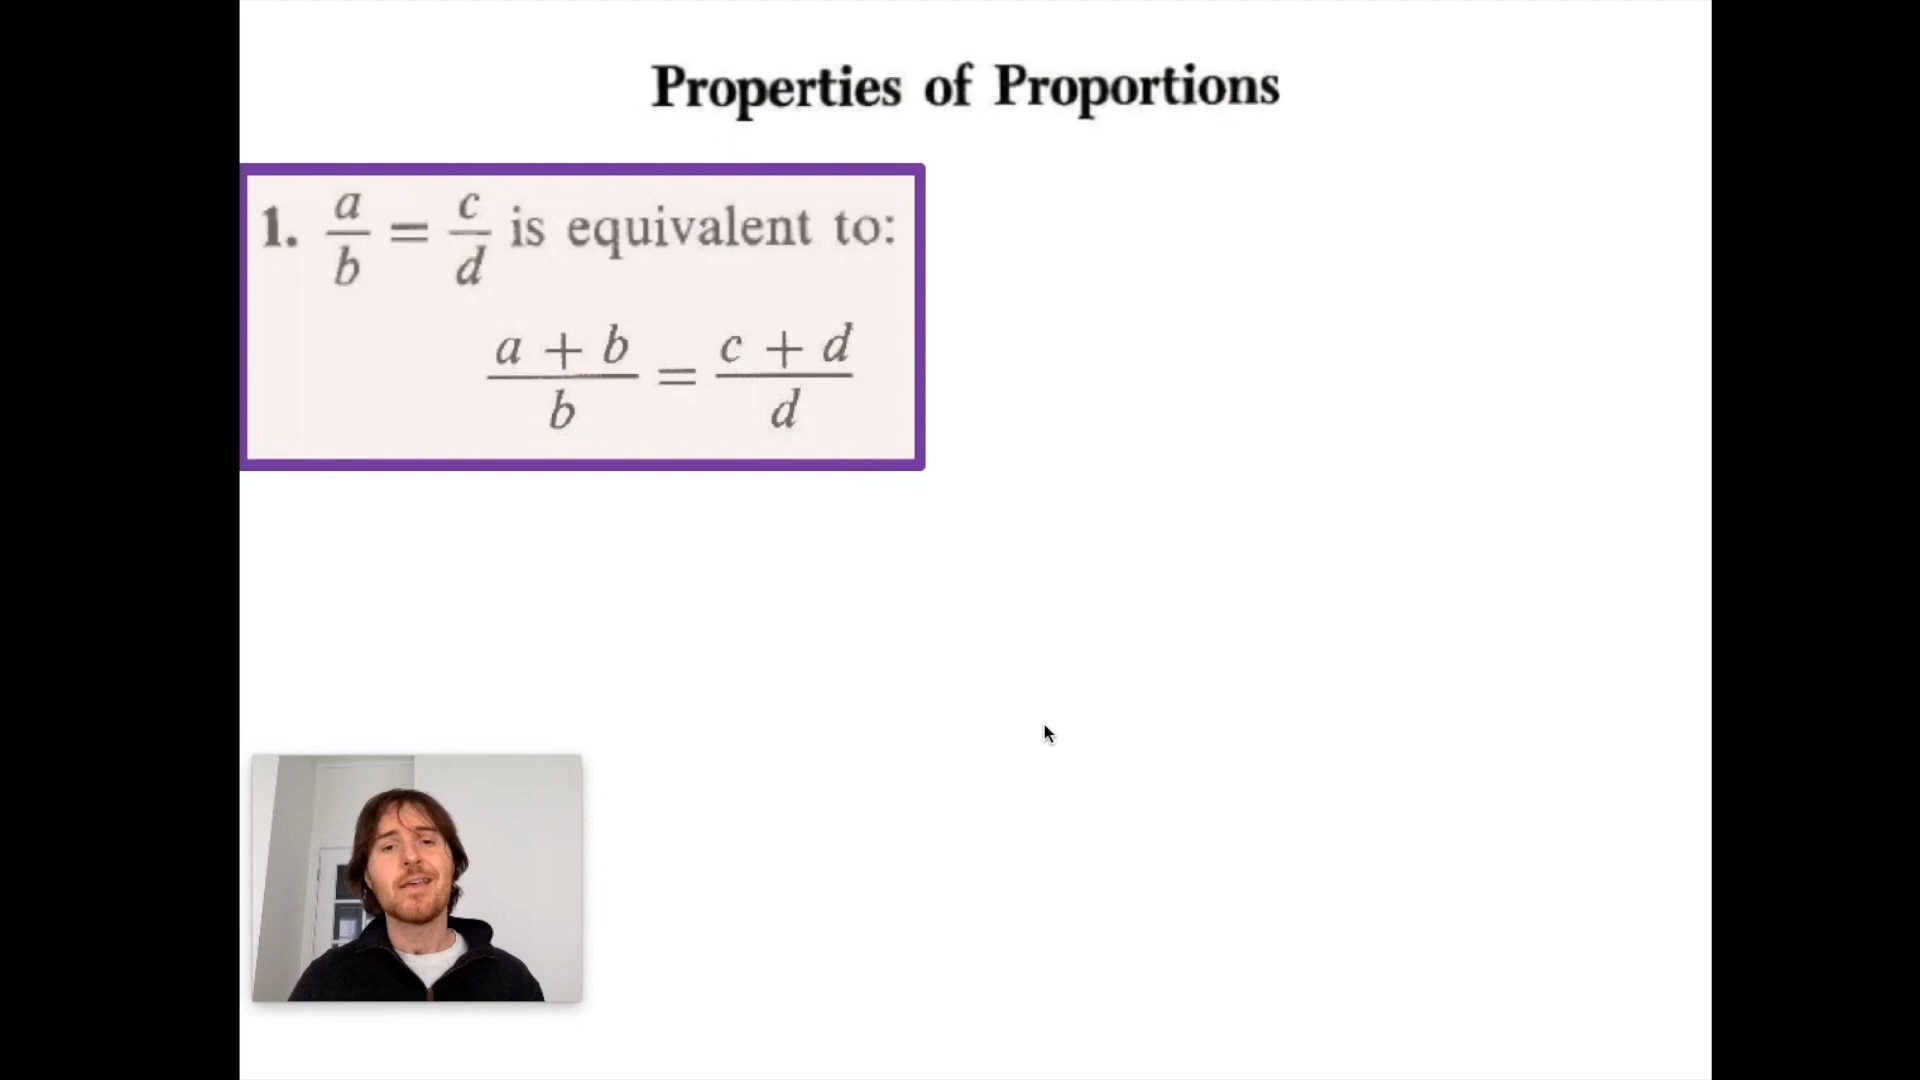 Properties of Proportions
1. a/b = c/d is equivalent to:
(a + b)/b = (c + d)/d